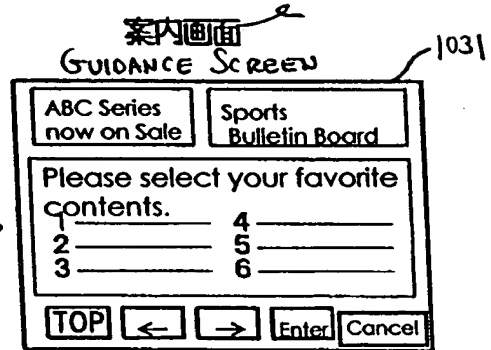 案内画面
GUIDANCE SCREEN
1031
ABC Series
now on Sale
Sports
Bulletin Board
Please select your favorite
contents.
1 4
2 5
3 6
TOP ← → Enter Cancel